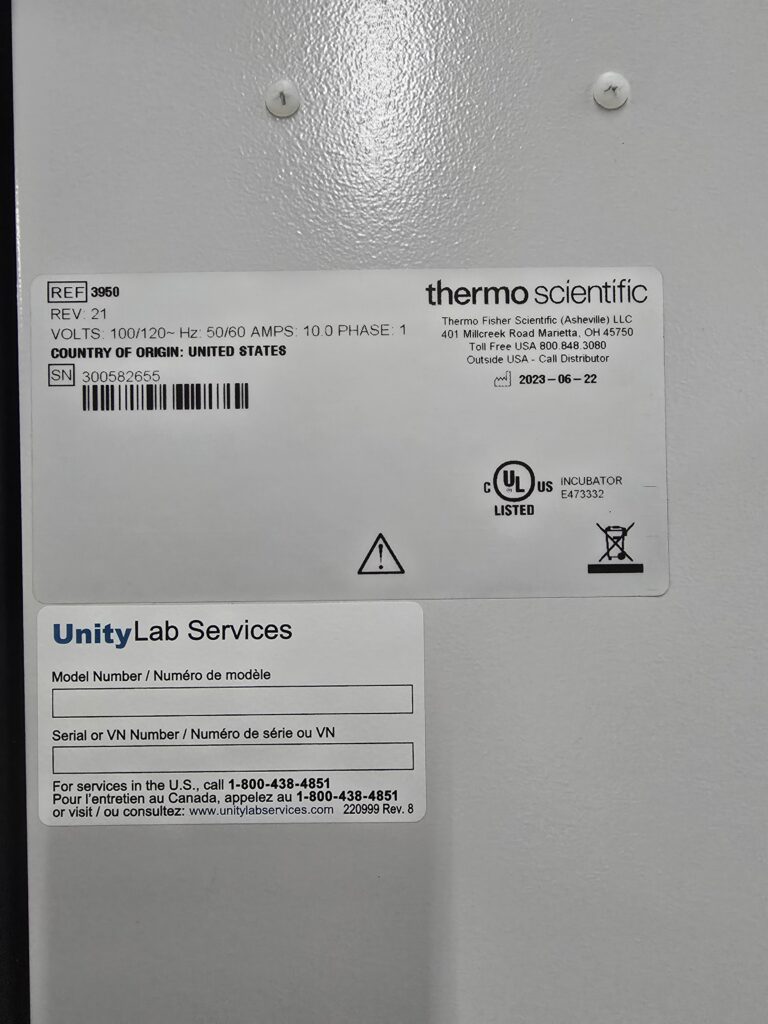 REF 3950
REV: 21
VOLTS: 100/120~ Hz: 50/60 AMPS: 10.0 PHASE: 1
COUNTRY OF ORIGIN: UNITED STATES
SN 300582655
thermo scientific
Thermo Fisher Scientific (Asheville) LLC
401 Millcreek Road Marietta, OH 45750
Toll Free USA 800.848.3080
Outside USA - Call Distributor
2023-06-22
C UL US
LISTED
INCUBATOR
E473332
Unity Lab Services
Model Number / Numéro de modèle
Serial or VN Number / Numéro de série ou VN
For services in the U.S., call 1-800-438-4851
Pour l'entretien au Canada, appelez au 1-800-438-4851
or visit / ou consultez: www.unitylabservices.com 220999 Rev. 8